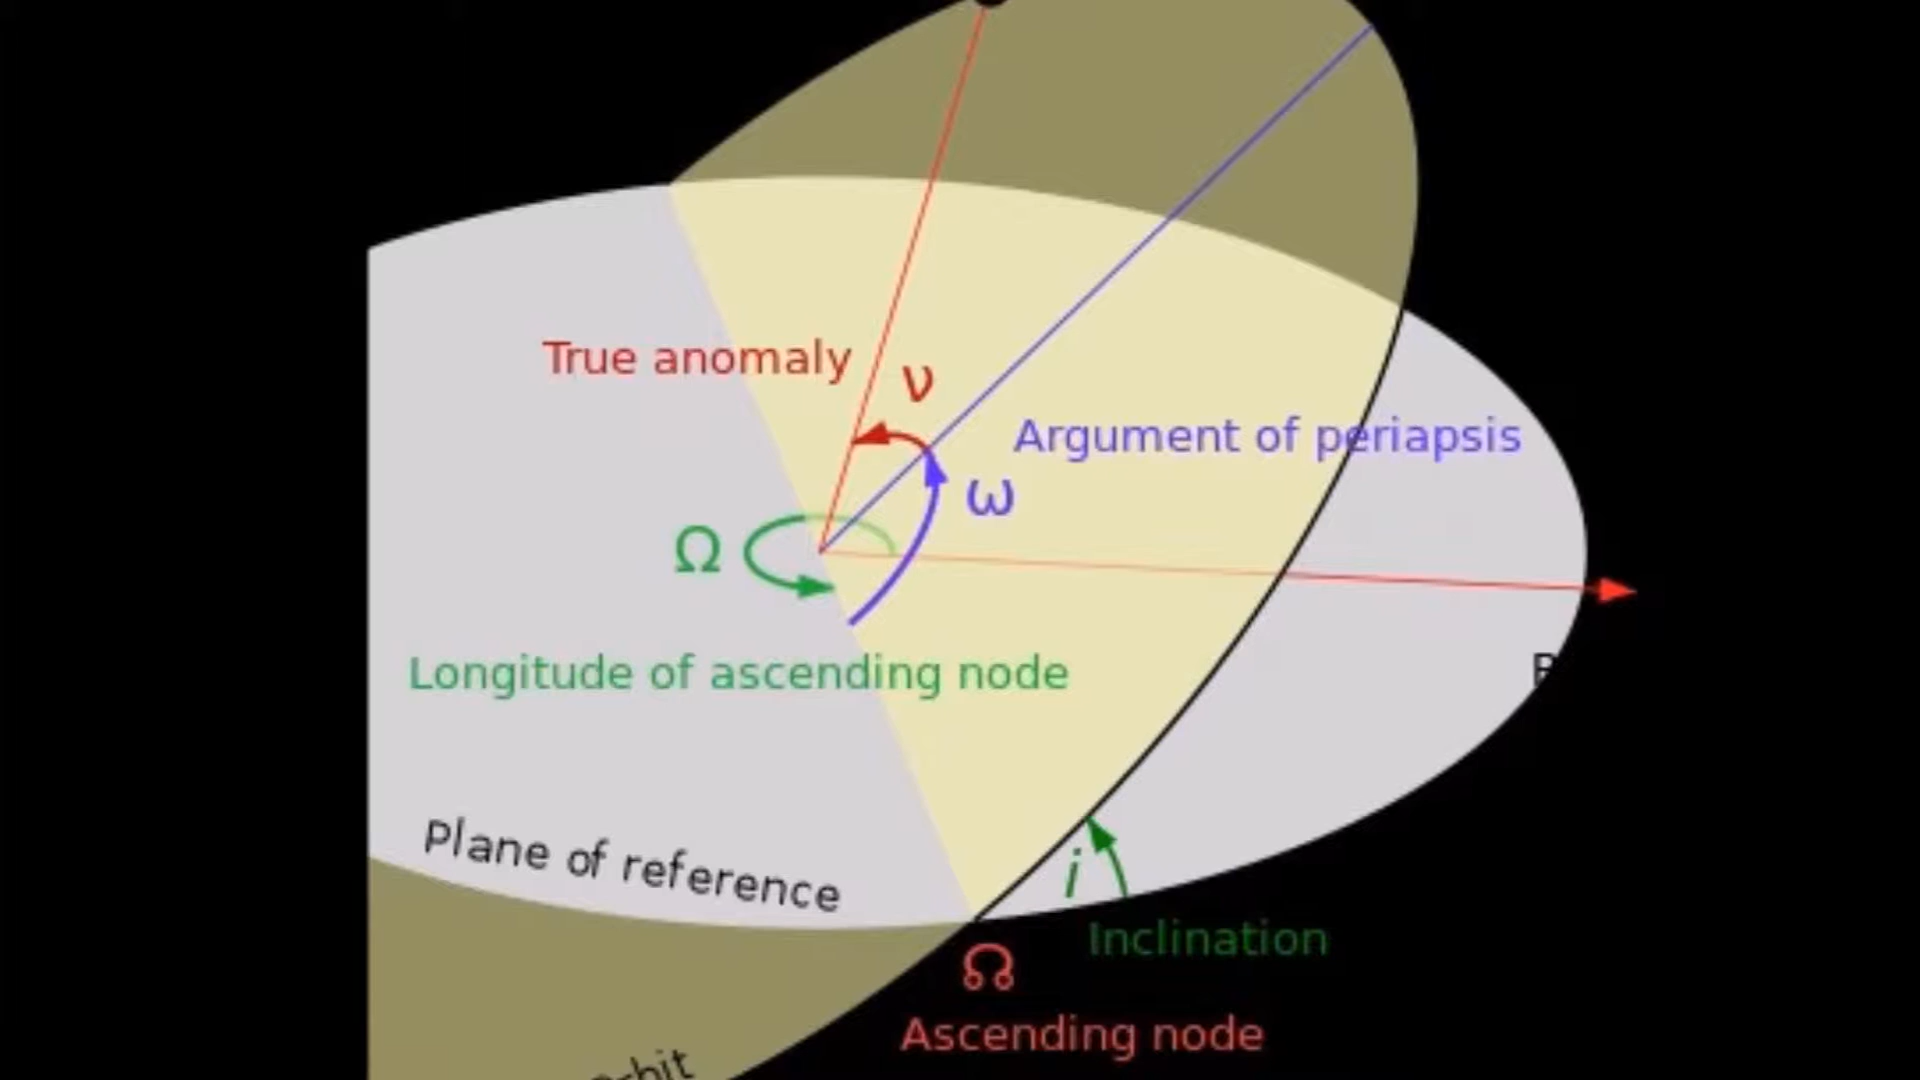 True anomaly
ν
Argument of periapsis
ω
Ω
Longitude of ascending node
Plane of reference
i
Inclination
☊
Ascending node